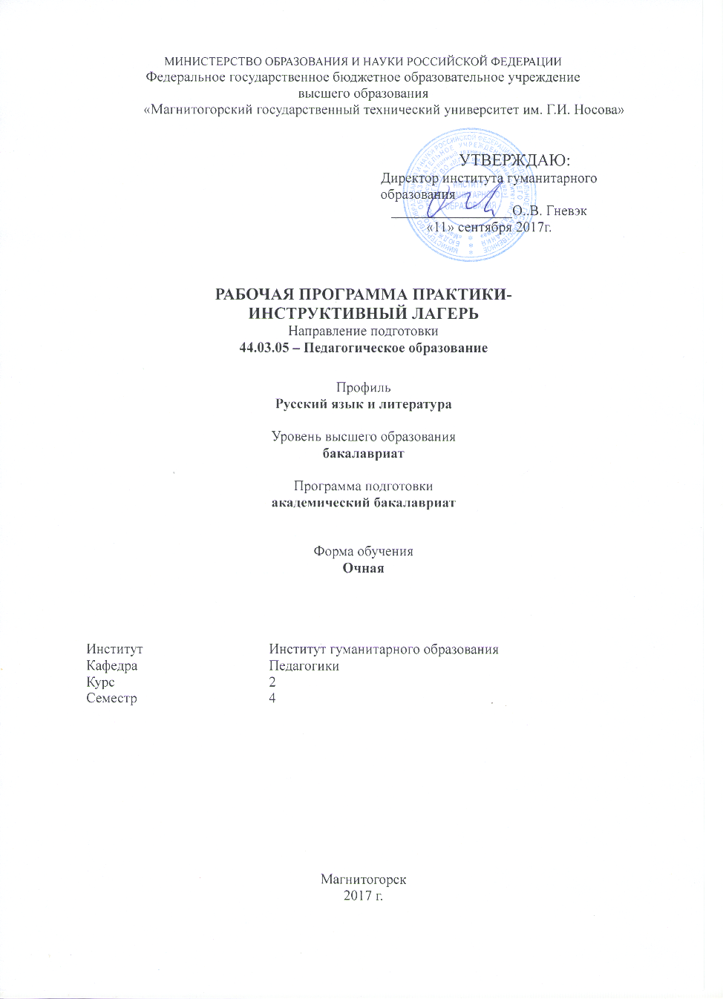 МИНИСТЕРСТВО ОБРАЗОВАНИЯ И НАУКИ РОССИЙСКОЙ ФЕДЕРАЦИИ
Федеральное государственное бюджетное образовательное учреждение
высшего образования
«Магнитогорский государственный технический университет им. Г.И. Носова»
УТВЕРЖДАЮ:
Директор института гуманитарного
образования
О..В. Гневэк
«11» сентября 2017г.
ИНСТИТУТ
ГУМАНИТАРНОГО
ОБРАЗОВАНИЯ
РАБОЧАЯ ПРОГРАММА ПРАКТИКИ-
ИНСТРУКТИВНЫЙ ЛАГЕРЬ
Направление подготовки
44.03.05 – Педагогическое образование
Профиль
Русский язык и литература
Уровень высшего образования
бакалавриат
Программа подготовки
академический бакалавриат
Форма обучения
Очная
Институт Институт гуманитарного образования
Кафедра Педагогики
Курс 2
Семестр 4
Магнитогорск
2017 г.